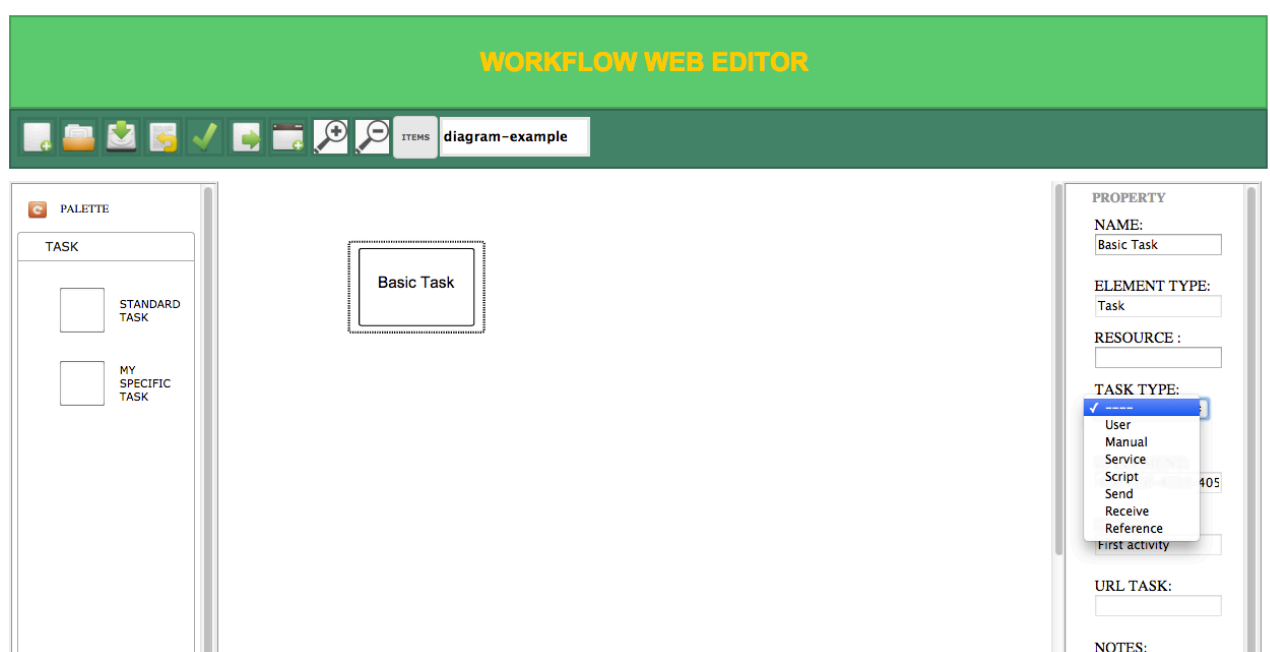 WORKFLOW WEB EDITOR
ITEMS
diagram-example
PALETTE
TASK
STANDARD
TASK
MY
SPECIFIC
TASK
Basic Task
PROPERTY
NAME:
Basic Task
ELEMENT TYPE:
Task
RESOURCE :
TASK TYPE:
✓ ----
User
Manual
Service
Script
Send
Receive
Reference
405
First activity
URL TASK:
NOTES: